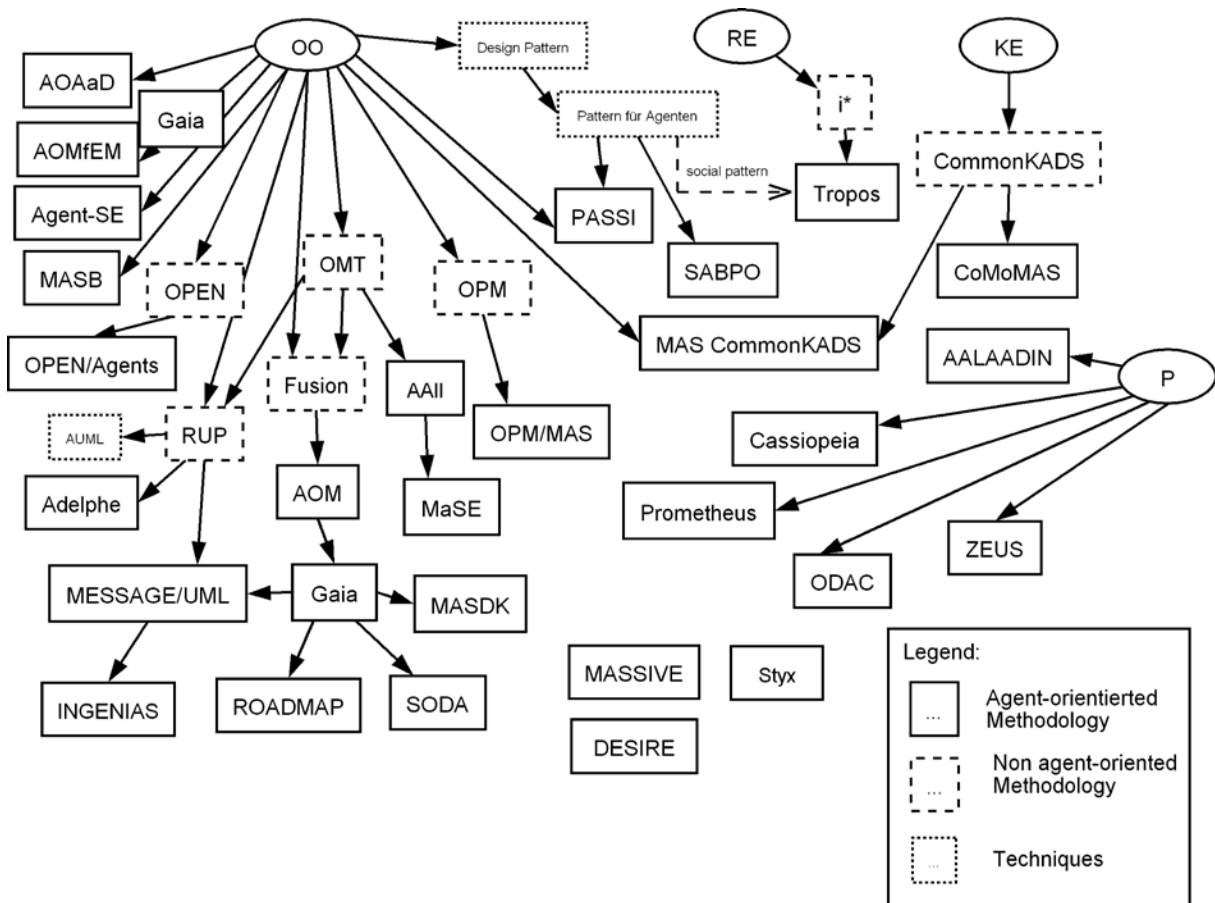 OO
RE
KE
Design Pattern
AOAaD
Gaia
Pattern für Agenten
i*
AOMfEM
CommonKADS
social pattern
Agent-SE
PASSI
Tropos
MASB
OPEN
OMT
OPM
SABPO
CoMoMAS
OPEN/Agents
MAS CommonKADS
AALAADIN
P
Fusion
AAII
AUML
RUP
OPM/MAS
Cassiopeia
Adelphe
AOM
MaSE
Prometheus
ZEUS
ODAC
MESSAGE/UML
Gaia
MASDK
INGENIAS
ROADMAP
SODA
MASSIVE
Styx
DESIRE
Legend:
...
Agent-orientierted
Methodology
...
Non agent-oriented
Methodology
...
Techniques